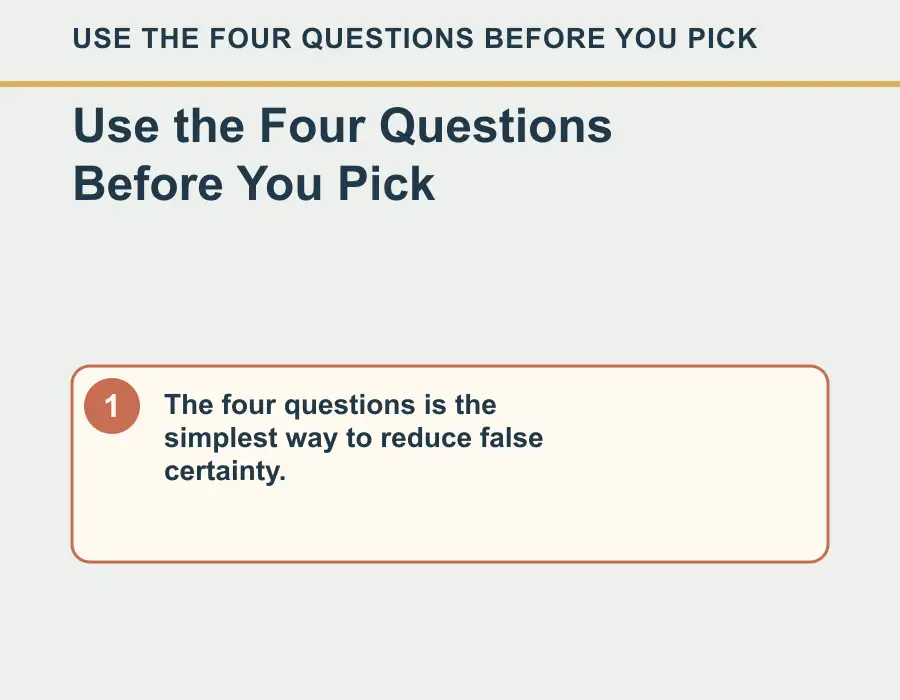 USE THE FOUR QUESTIONS BEFORE YOU PICK
Use the Four Questions
Before You Pick
1
The four questions is the
simplest way to reduce false
certainty.